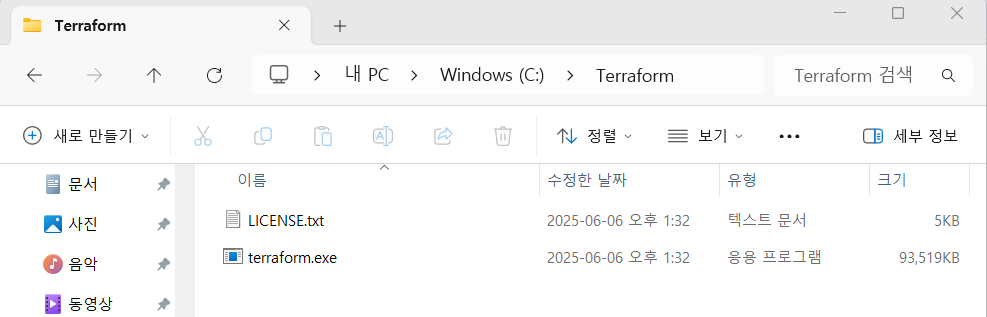 Terraform
내 PC > Windows (C:) > Terraform
Terraform 검색
새로 만들기
정렬
보기
세부 정보
이름 수정한 날짜 유형 크기
문서
사진
음악
동영상
LICENSE.txt 2025-06-06 오후 1:32 텍스트 문서 5KB
terraform.exe 2025-06-06 오후 1:32 응용 프로그램 93,519KB